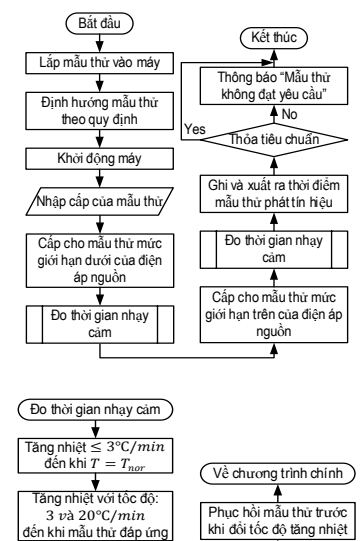 Bắt đầu
Lắp mẫu thử vào máy
Định hướng mẫu thử
theo quy định
Khởi động máy
Nhập cấp của mẫu thử
Cấp cho mẫu thử mức
giới hạn dưới của điện
áp nguồn
Đo thời gian nhạy
cảm
Kết thúc
Thông báo “Mẫu thử
không đạt yêu cầu”
Yes
No
Thỏa tiêu chuẩn
Ghi và xuất ra thời điểm
mẫu thử phát tín hiệu
Đo thời gian nhạy
cảm
Cấp cho mẫu thử mức
giới hạn trên của điện áp
nguồn
Đo thời gian nhạy cảm
Tăng nhiệt ≤ 3°C/min
đến khi T = Tnor
Tăng nhiệt với tốc độ:
3 và 20°C/min
đến khi mẫu thử đáp ứng
Về chương trình chính
Phục hồi mẫu thử trước
khi đổi tốc độ tăng nhiệt